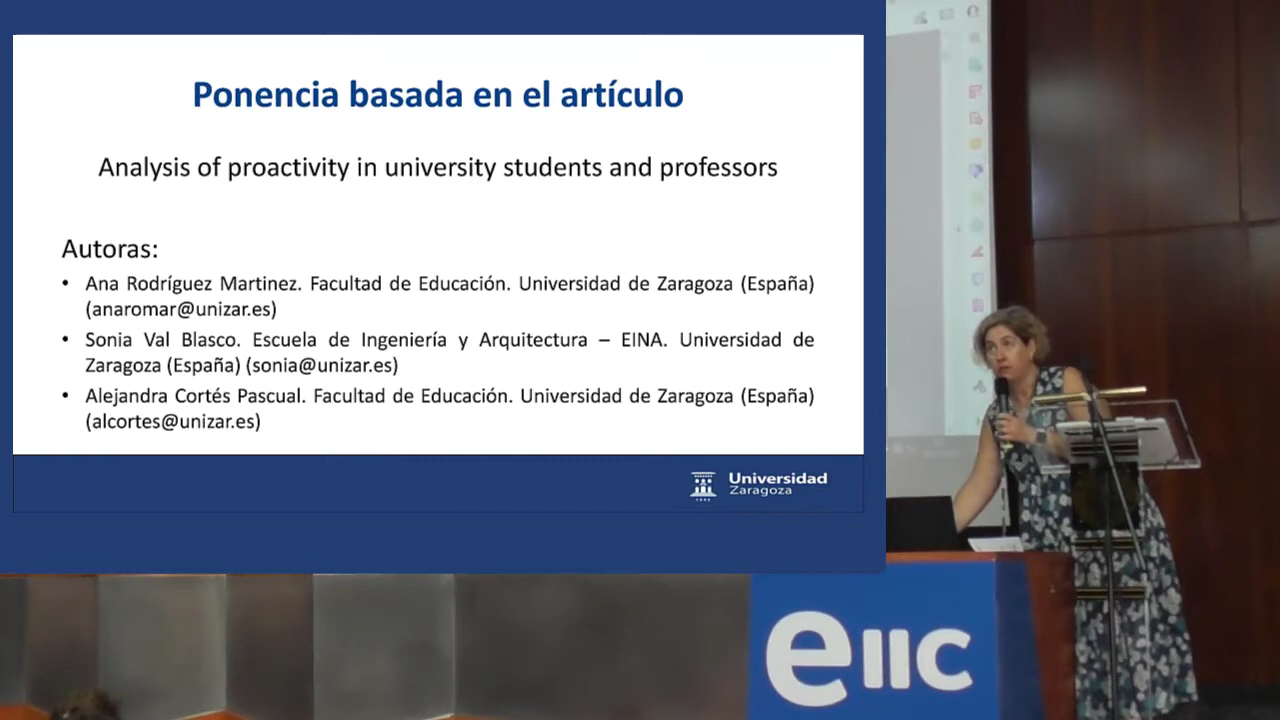 Ponencia basada en el artículo
Analysis of proactivity in university students and professors
Autoras:
• Ana Rodríguez Martinez. Facultad de Educación. Universidad de Zaragoza (España)
(anaromar@unizar.es)
• Sonia Val Blasco. Escuela de Ingeniería y Arquitectura – EINA. Universidad de
Zaragoza (España) (sonia@unizar.es)
• Alejandra Cortés Pascual. Facultad de Educación. Universidad de Zaragoza (España)
(alcortes@unizar.es)
Universidad
Zaragoza
1542
eiic